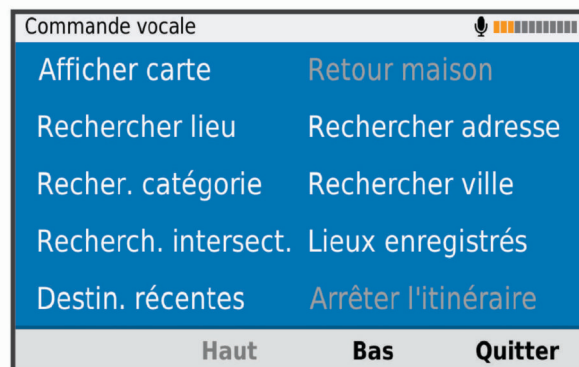 Commande vocale
Afficher carte Retour maison
Rechercher lieu Rechercher adresse
Recher. catégorie Rechercher ville
Recherch. intersect. Lieux enregistrés
Destin. récentes Arrêter l'itinéraire
Haut Bas Quitter